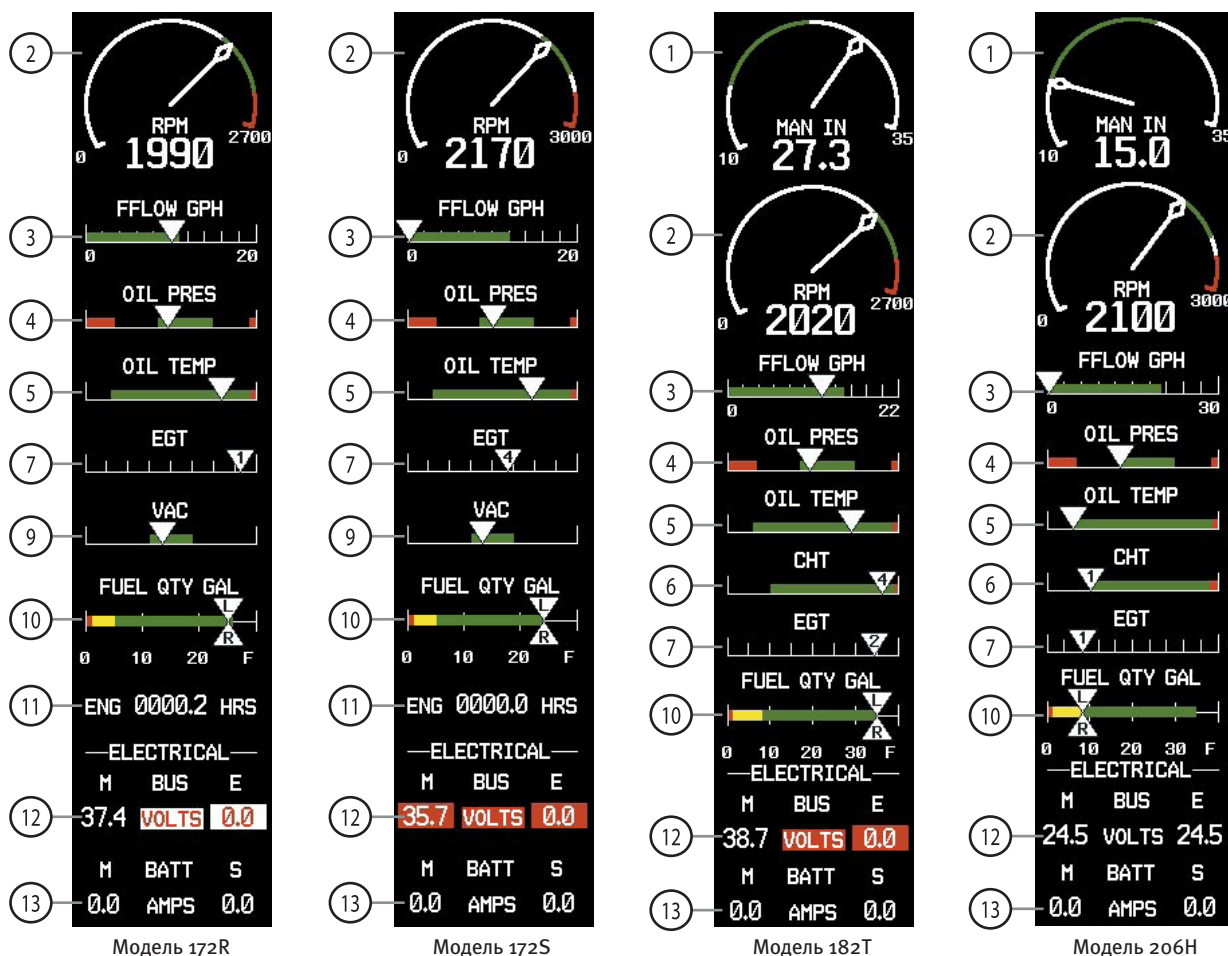 2
RPM
0
2700
1990
3
FFLOW GPH
0 20
4
OIL PRES
5
OIL TEMP
7
EGT
1
9
VAC
10
FUEL QTY GAL
L
R
0 10 20 F
11
ENG 0000.2 HRS
ELECTRICAL
M BUS E
12
37.4 VOLTS 0.0
M BATT S
13
0.0 AMPS 0.0
Модель 172R
2
RPM
0
3000
2170
3
FFLOW GPH
0 20
4
OIL PRES
5
OIL TEMP
7
EGT
4
9
VAC
10
FUEL QTY GAL
L
R
0 10 20 F
11
ENG 0000.0 HRS
ELECTRICAL
M BUS E
12
35.7 VOLTS 0.0
M BATT S
13
0.0 AMPS 0.0
Модель 172S
1
MAN IN
10
35
27.3
2
RPM
0
2700
2020
3
FFLOW GPH
0 22
4
OIL PRES
5
OIL TEMP
6
CHT
4
7
EGT
2
10
FUEL QTY GAL
L
R
0 10 20 30 F
ELECTRICAL
M BUS E
12
38.7 VOLTS 0.0
M BATT S
13
0.0 AMPS 0.0
Модель 182T
1
MAN IN
10
35
15.0
2
RPM
0
3000
2100
3
FFLOW GPH
0 30
4
OIL PRES
5
OIL TEMP
6
CHT
1
7
EGT
1
10
FUEL QTY GAL
L
R
0 10 20 30 F
ELECTRICAL
M BUS E
12
24.5 VOLTS 24.5
M BATT S
13
0.0 AMPS 0.0
Модель 206H